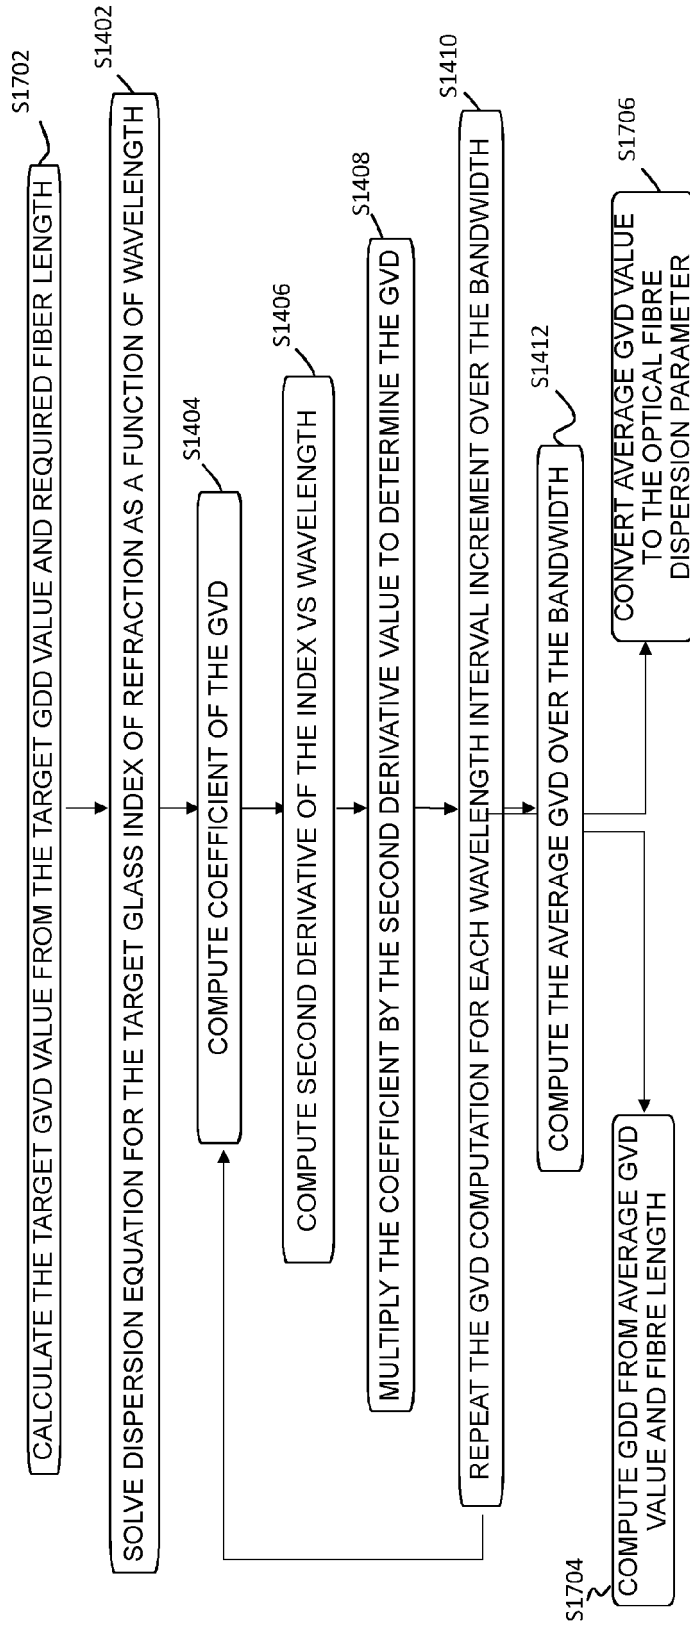 S1702
CALCULATE THE TARGET GVD VALUE FROM THE TARGET GDD VALUE AND REQUIRED FIBER LENGTH
S1402
SOLVE DISPERSION EQUATION FOR THE TARGET GLASS INDEX OF REFRACTION AS A FUNCTION OF WAVELENGTH
S1404
COMPUTE COEFFICIENT OF THE GVD
S1406
COMPUTE SECOND DERIVATIVE OF THE INDEX VS WAVELENGTH
S1408
MULTIPLY THE COEFFICIENT BY THE SECOND DERIVATIVE VALUE TO DETERMINE THE GVD
S1410
REPEAT THE GVD COMPUTATION FOR EACH WAVELENGTH INTERVAL INCREMENT OVER THE BANDWIDTH
S1412
COMPUTE THE AVERAGE GVD OVER THE BANDWIDTH
S1704
COMPUTE GDD FROM AVERAGE GVD
VALUE AND FIBRE LENGTH
S1706
CONVERT AVERAGE GVD VALUE
TO THE OPTICAL FIBRE
DISPERSION PARAMETER